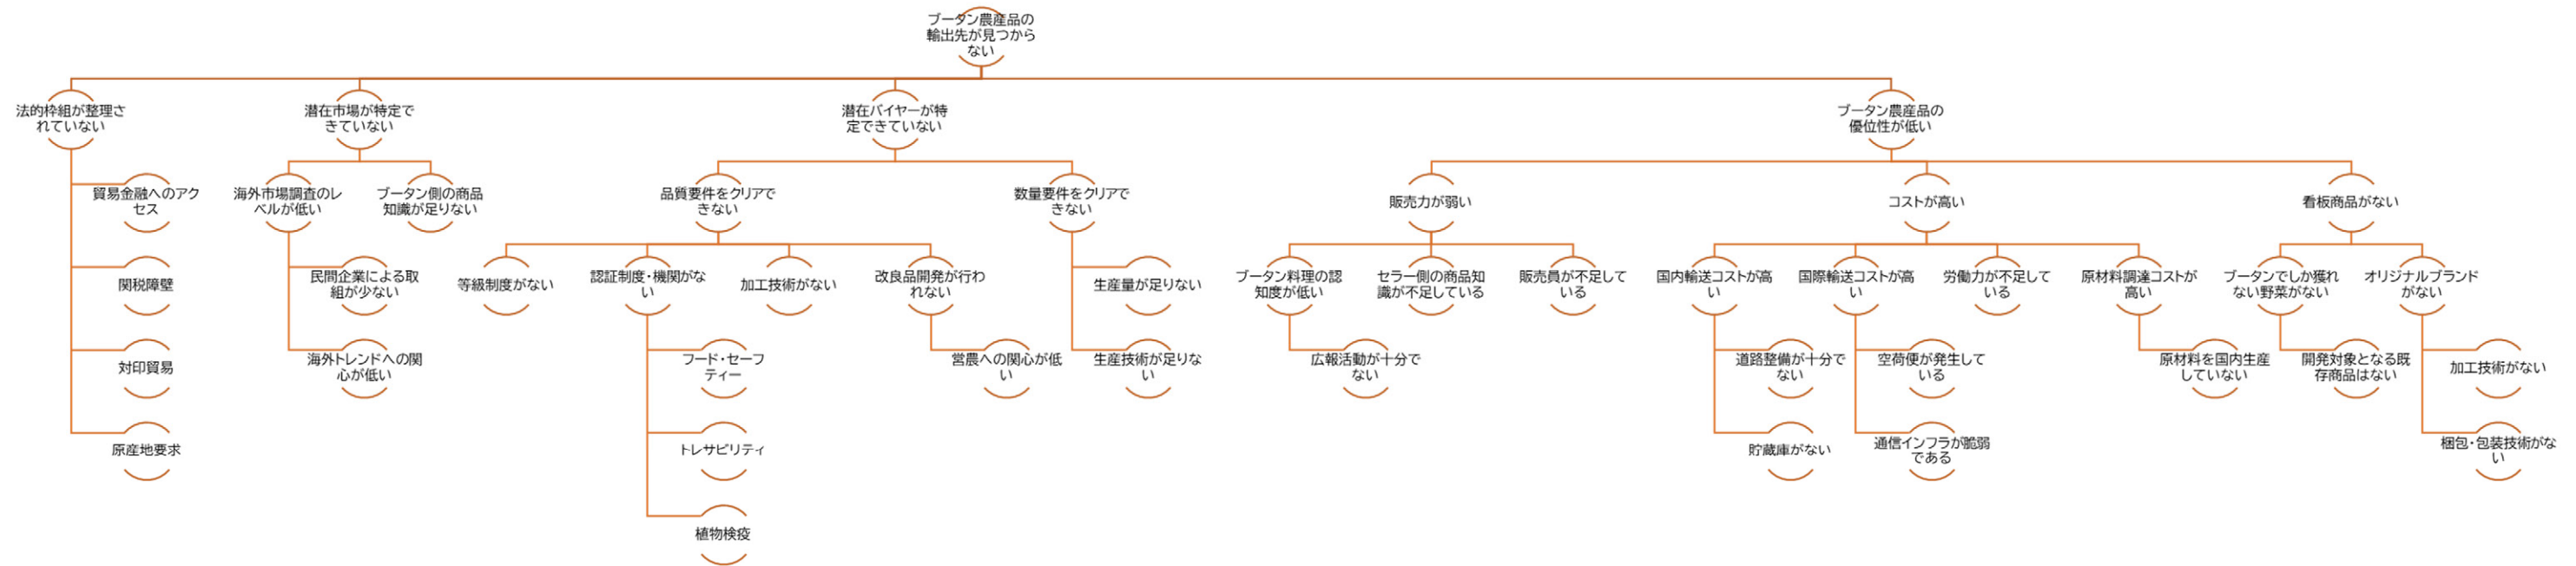 ブータン農産品の
輸出先が見つから
ない
法的枠組が整理さ
れていない
潜在市場が特定で
きていない
潜在バイヤーが特
定できていない
ブータン農産品の
優位性が低い
貿易金融へのアク
セス
海外市場調査のレ
ベルが低い
ブータン側の商品
知識が足りない
品質要件をクリアで
きない
数量要件をクリアで
きない
販売力が弱い
コストが高い
看板商品がない
関税障壁
民間企業による取
組が少ない
等級制度がない
認証制度・機関がな
い
加工技術がない
改良品開発が行わ
れない
生産量が足りない
ブータン料理の認
知度が低い
セラー側の商品知
識が不足している
販売員が不足して
いる
国内輸送コストが高
い
国際輸送コストが高
い
労働力が不足して
いる
原材料調達コストが
高い
ブータンでしか獲れ
ない野菜がない
オリジナルブランド
がない
対印貿易
海外トレンドへの関
心が低い
フード・セーフ
ティー
営農への関心が低
い
生産技術が足りな
い
広報活動が十分で
ない
道路整備が十分で
ない
空荷便が発生して
いる
原材料を国内生産
していない
開発対象となる既
存商品はない
加工技術がない
原産地要求
トレサビリティ
貯蔵庫がない
通信インフラが脆弱
である
梱包・包装技術がな
い
植物検疫